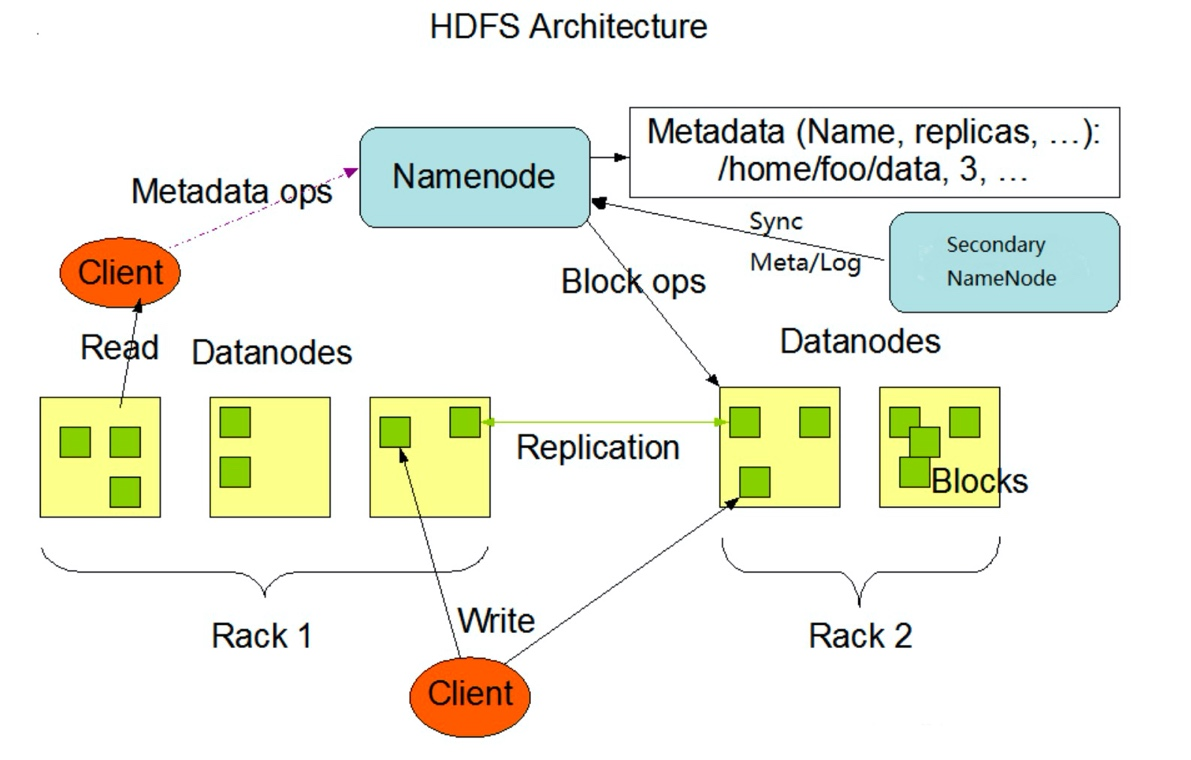 HDFS Architecture
Metadata (Name, replicas, ...):
/home/foo/data, 3, ...
Namenode
Metadata ops
Sync
Meta/Log
Secondary
NameNode
Client
Block ops
Read
Datanodes
Datanodes
Replication
Blocks
Rack 1
Write
Rack 2
Client